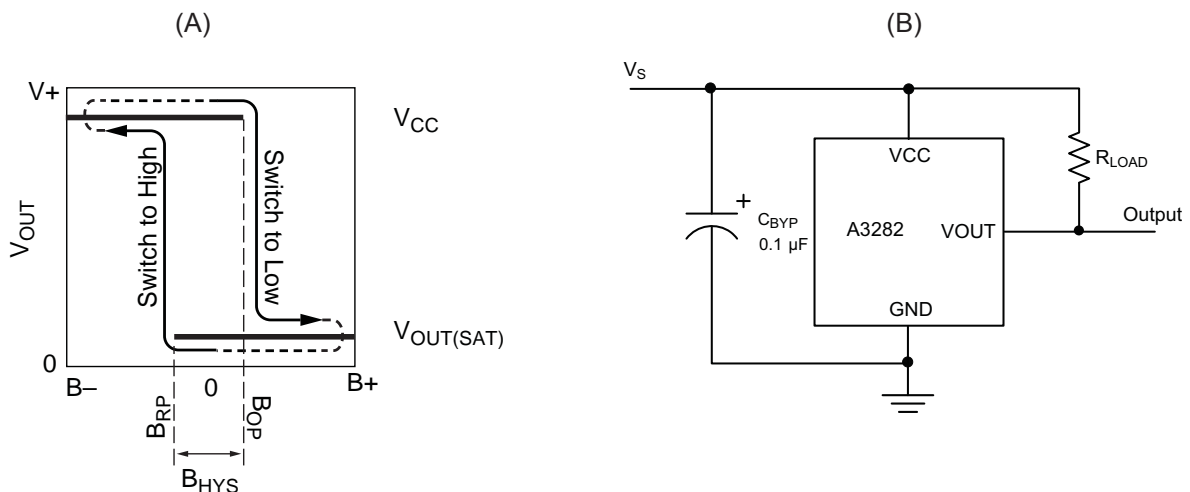 (A)
V+
VOUT
0
Switch to High
Switch to Low
VCC
VOUT(SAT)
B–
0
B+
BRP
BOP
BHYS
(B)
VS
VCC
A3282
VOUT
GND
+
CBYP
0.1 µF
RLOAD
Output